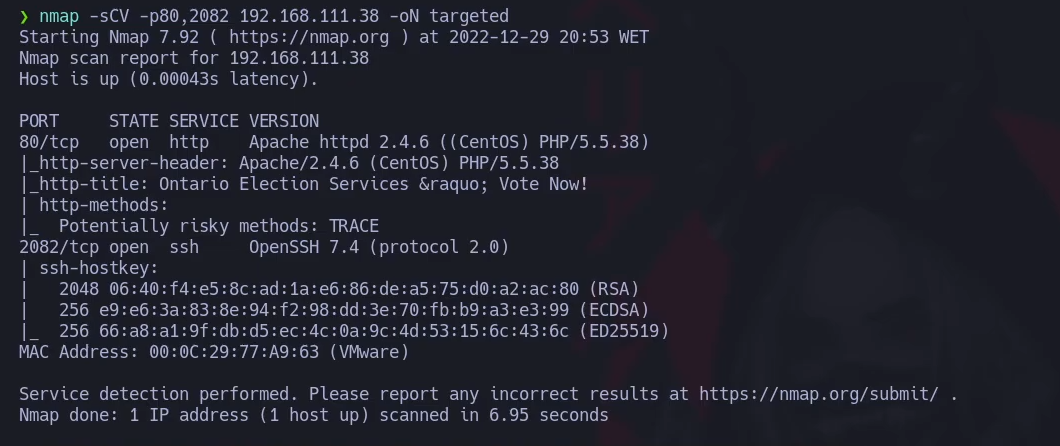 ❯ nmap -sCV -p80,2082 192.168.111.38 -oN targeted
Starting Nmap 7.92 ( https://nmap.org ) at 2022-12-29 20:53 WET
Nmap scan report for 192.168.111.38
Host is up (0.00043s latency).
PORT     STATE SERVICE VERSION
80/tcp   open  http    Apache httpd 2.4.6 ((CentOS) PHP/5.5.38)
|_http-server-header: Apache/2.4.6 (CentOS) PHP/5.5.38
|_http-title: Ontario Election Services &raquo; Vote Now!
| http-methods:
|_  Potentially risky methods: TRACE
2082/tcp open  ssh     OpenSSH 7.4 (protocol 2.0)
| ssh-hostkey:
|   2048 06:40:f4:e5:8c:ad:1a:e6:86:de:a5:75:d0:a2:ac:80 (RSA)
|   256 e9:e6:3a:83:8e:94:f2:98:dd:3e:70:fb:b9:a3:e3:99 (ECDSA)
|_  256 66:a8:a1:9f:db:d5:ec:4c:0a:9c:4d:53:15:6c:43:6c (ED25519)
MAC Address: 00:0C:29:77:A9:63 (VMware)
Service detection performed. Please report any incorrect results at https://nmap.org/submit/ .
Nmap done: 1 IP address (1 host up) scanned in 6.95 seconds